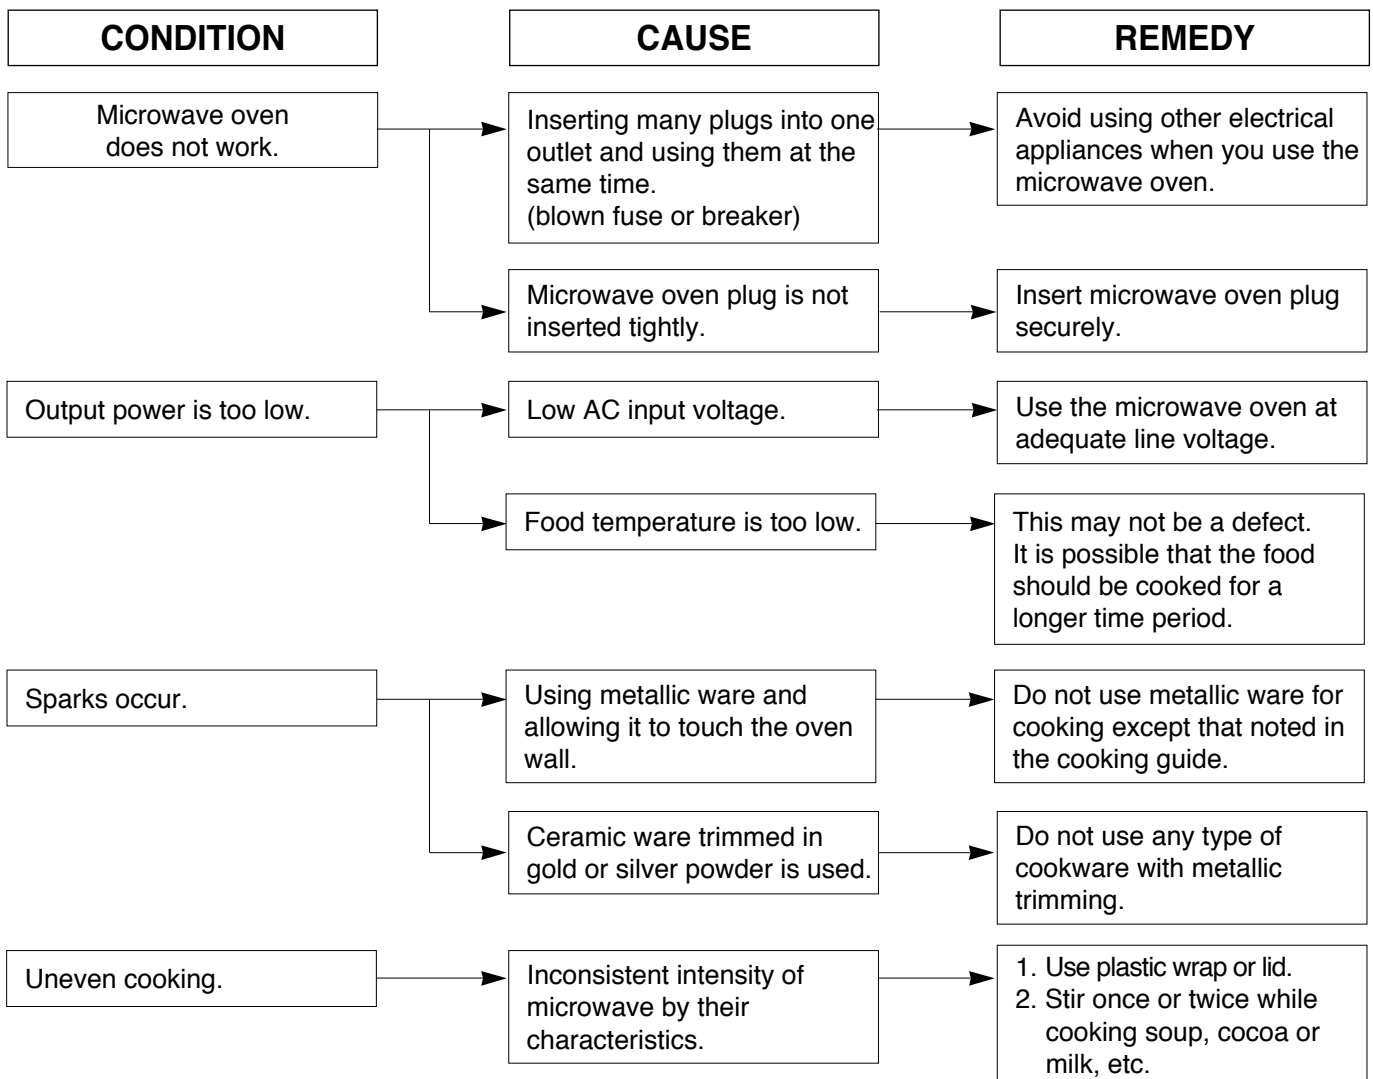 CONDITION
CAUSE
REMEDY
Microwave oven
does not work.
Inserting many plugs into one
outlet and using them at the
same time.
(blown fuse or breaker)
Avoid using other electrical
appliances when you use the
microwave oven.
Microwave oven plug is not
inserted tightly.
Insert microwave oven plug
securely.
Output power is too low.
Low AC input voltage.
Use the microwave oven at
adequate line voltage.
Food temperature is too low.
This may not be a defect.
It is possible that the food
should be cooked for a
longer time period.
Sparks occur.
Using metallic ware and
allowing it to touch the oven
wall.
Do not use metallic ware for
cooking except that noted in
the cooking guide.
Ceramic ware trimmed in
gold or silver powder is used.
Do not use any type of
cookware with metallic
trimming.
Uneven cooking.
Inconsistent intensity of
microwave by their
characteristics.
1. Use plastic wrap or lid.
2. Stir once or twice while
cooking soup, cocoa or
milk, etc.